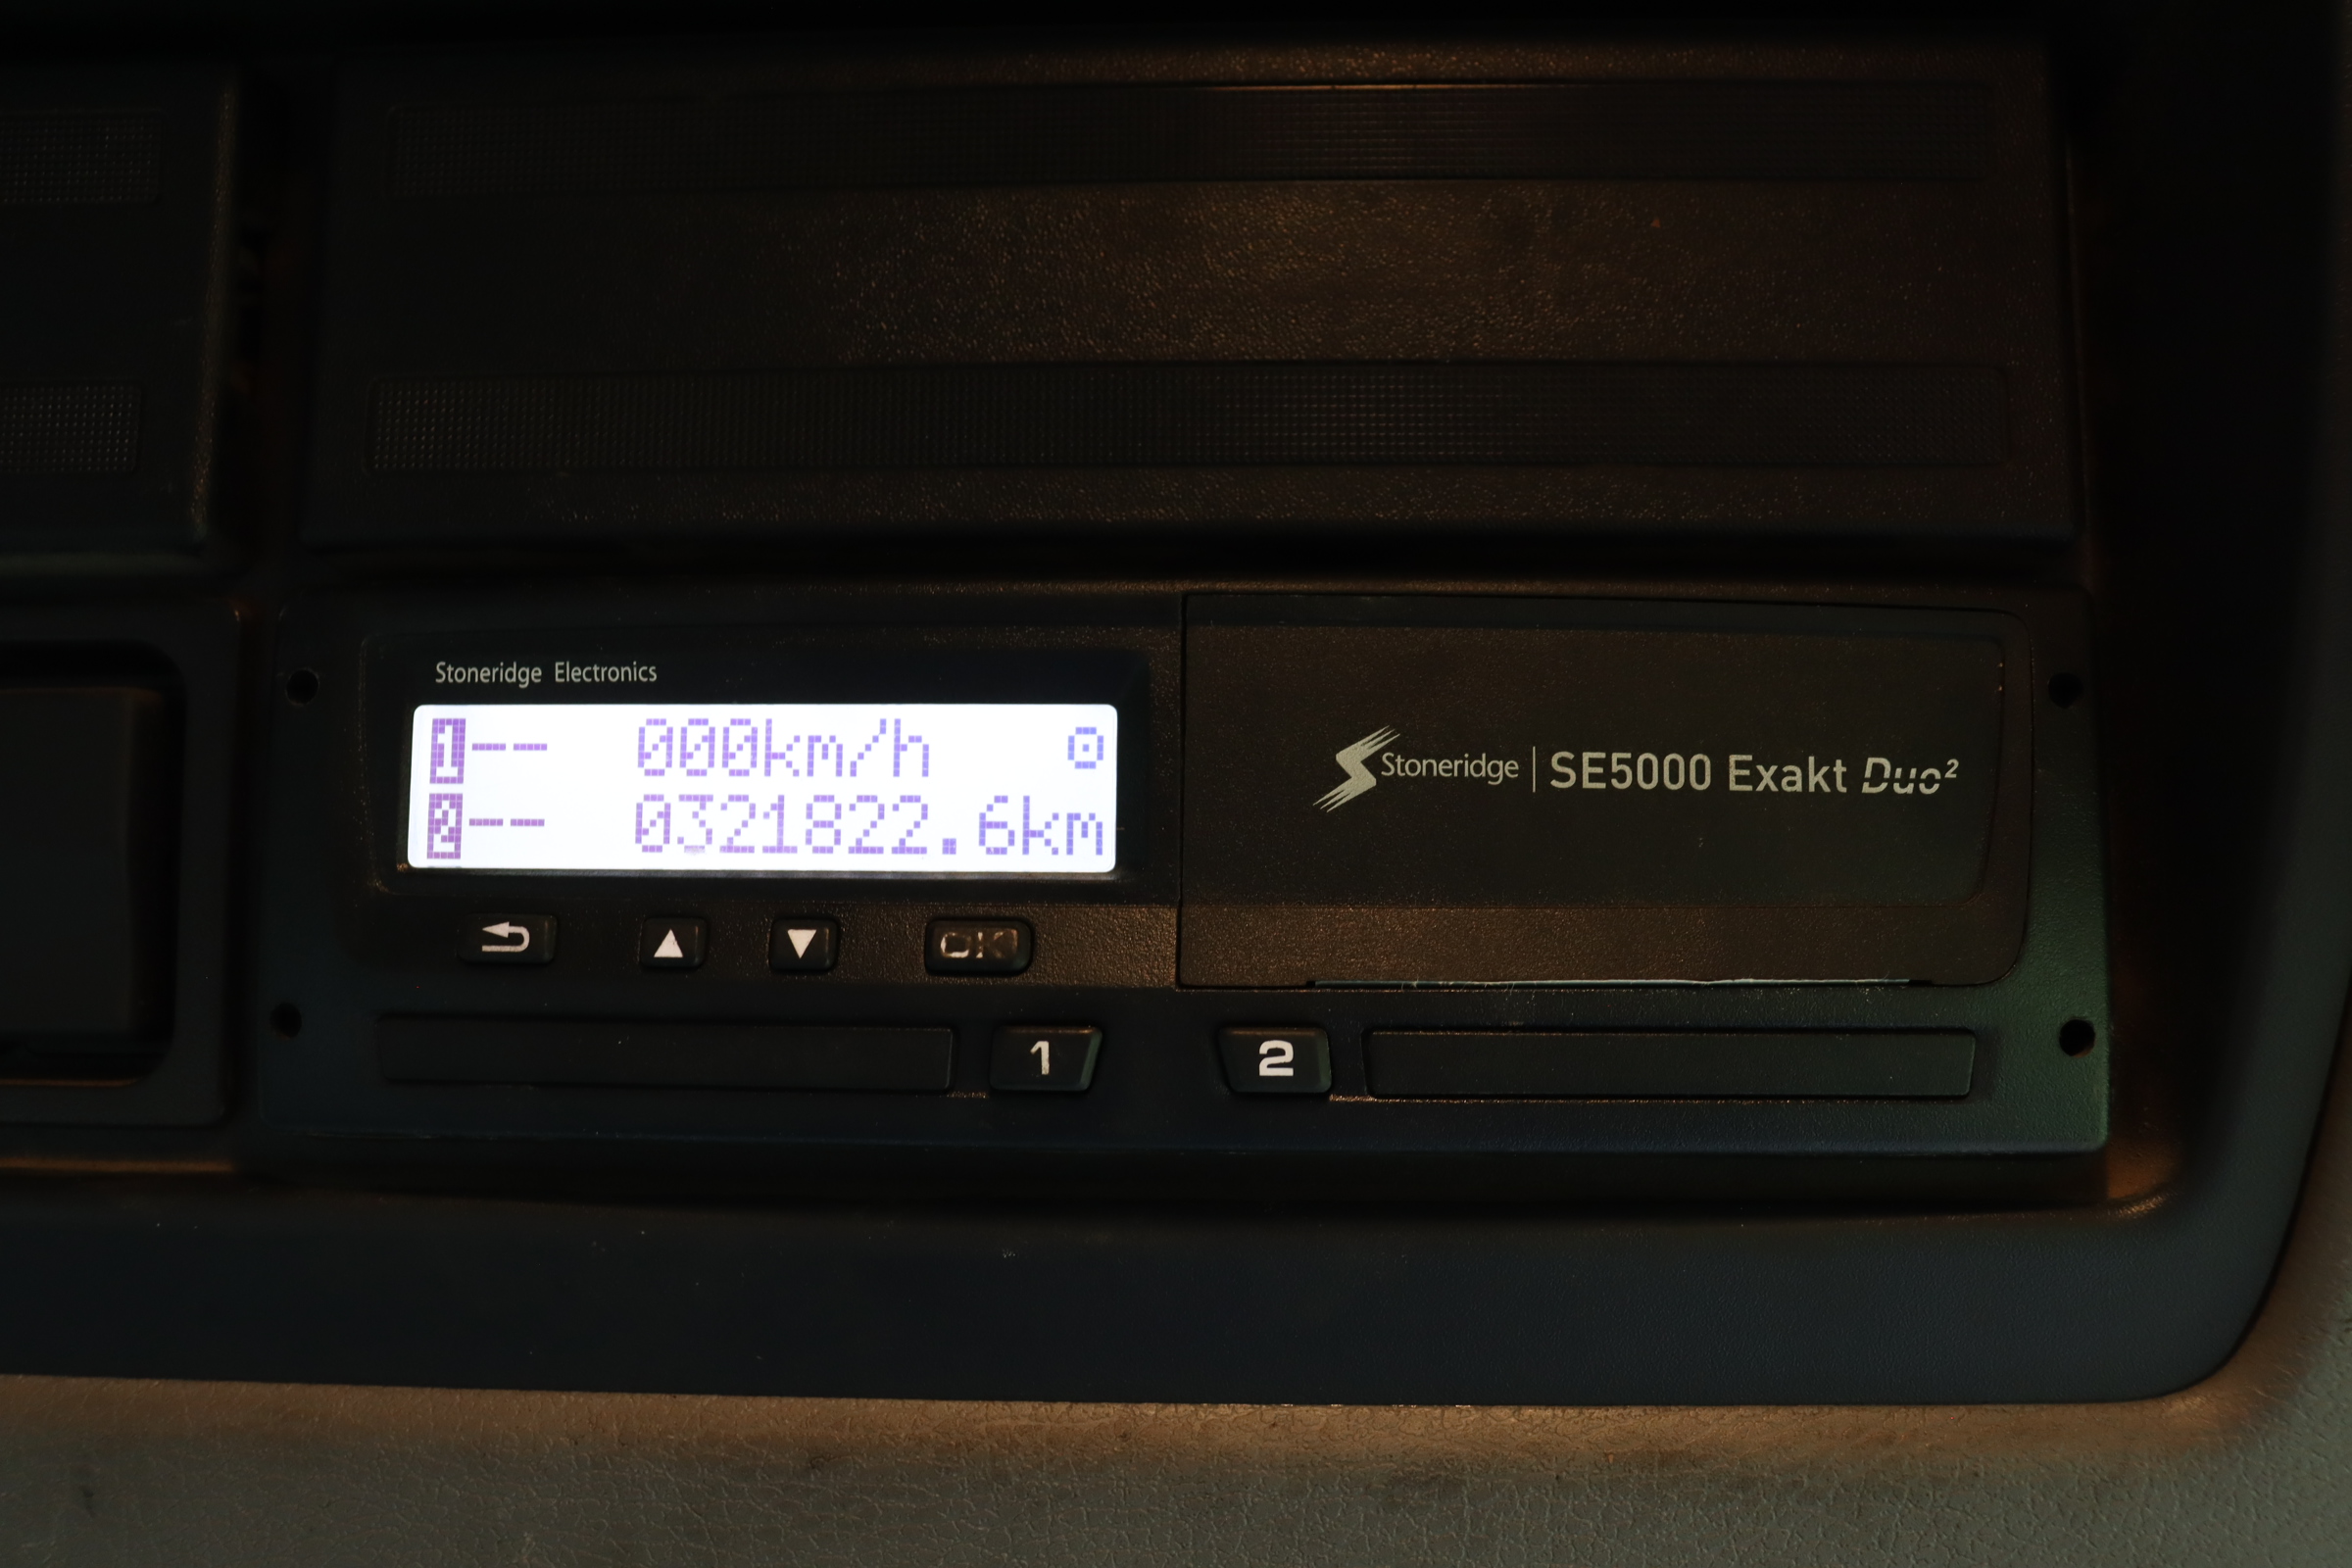 Stoneridge Electronics
1-- 000km/h
2-- 0321822.6km
Stoneridge | SE5000 Exakt Duo²
OK
1
2